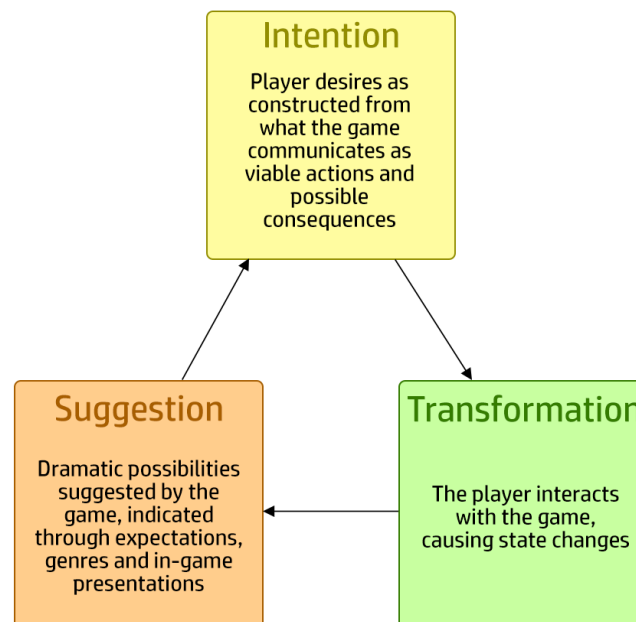 Intention
Player desires as
constructed from
what the game
communicates as
viable actions and
possible
consequences
Suggestion
Dramatic possibilities
suggested by the
game, indicated
through expectations,
genres and in-game
presentations
Transformation
The player interacts
with the game,
causing state changes